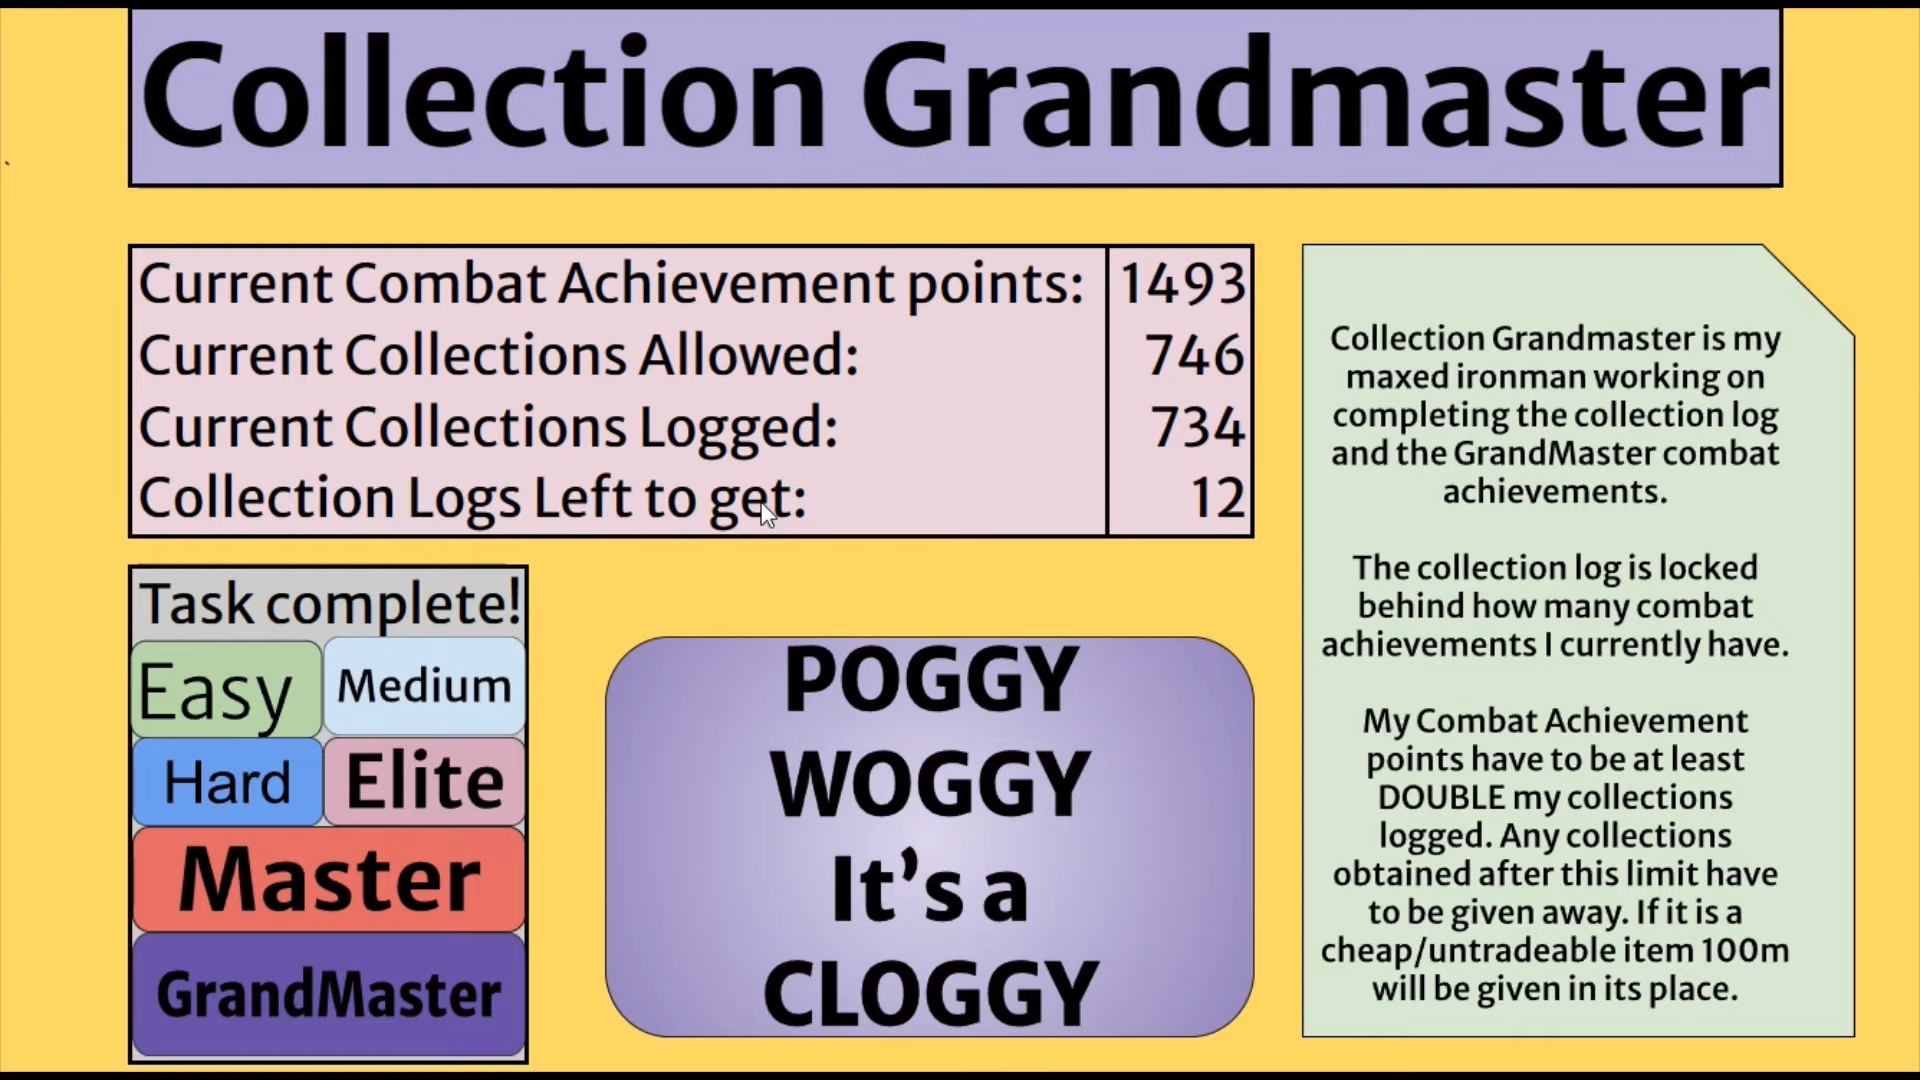 Collection Grandmaster
Current Combat Achievement points: 1493
Current Collections Allowed: 746
Current Collections Logged: 734
Collection Logs Left to get: 12
Task complete!
Easy Medium
Hard Elite
Master
GrandMaster
POGGY
WOGGY
It's a
CLOGGY
Collection Grandmaster is my
maxed ironman working on
completing the collection log
and the GrandMaster combat
achievements.
The collection log is locked
behind how many combat
achievements I currently have.
My Combat Achievement
points have to be at least
DOUBLE my collections
logged. Any collections
obtained after this limit have
to be given away. If it is a
cheap/untradeable item 100m
will be given in its place.